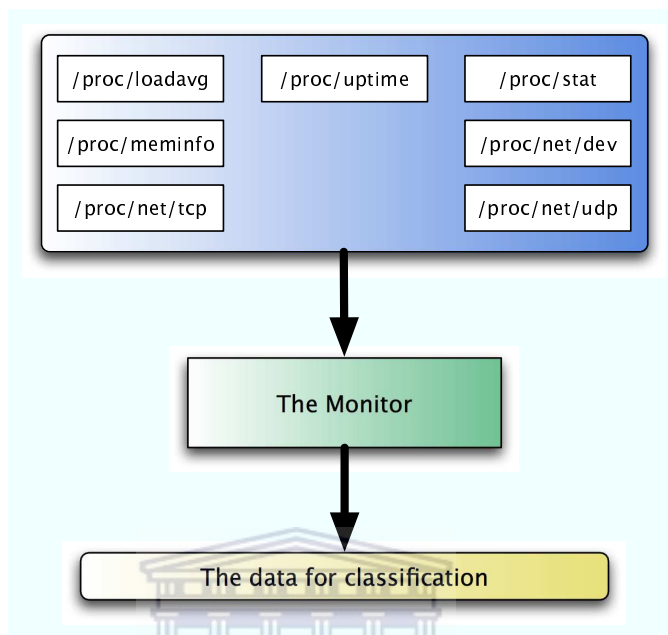 /proc/loadavg
/proc/uptime
/proc/stat
/proc/meminfo
/proc/net/dev
/proc/net/tcp
/proc/net/udp
The Monitor
The data for classification